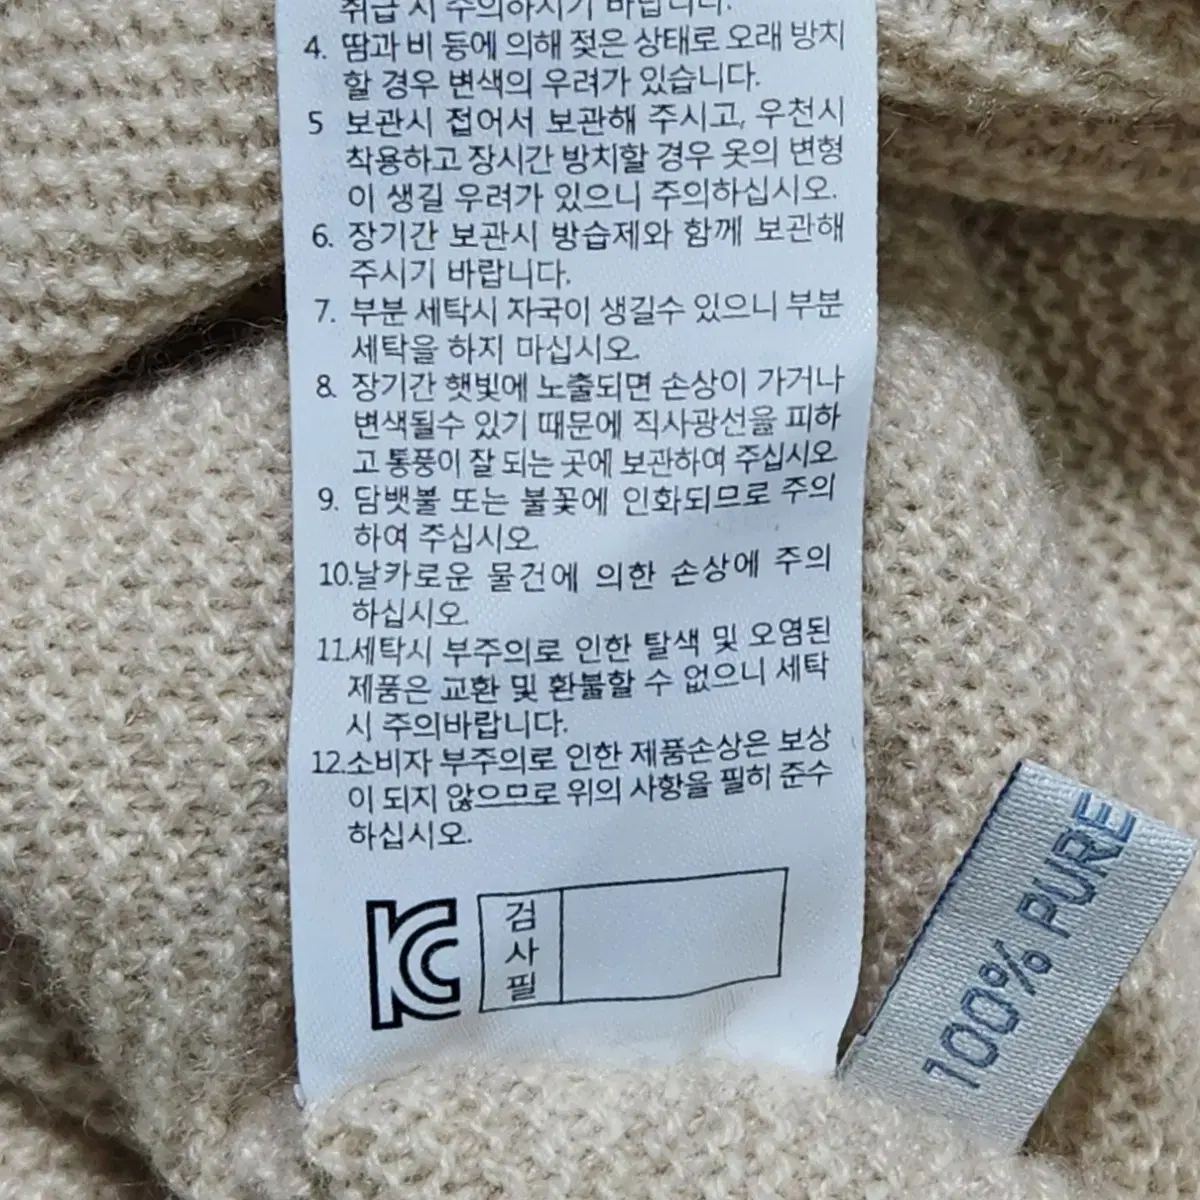 취급 시 주의하시기 바랍니다.
4. 땀과 비 등에 의해 젖은 상태로 오래 방치
할 경우 변색의 우려가 있습니다.
5 보관시 접어서 보관해 주시고, 우천시
착용하고 장시간 방치할 경우 옷의 변형
이 생길 우려가 있으니 주의하십시오.
6. 장기간 보관시 방습제와 함께 보관해
주시기 바랍니다.
7. 부분 세탁시 자국이 생길수 있으니 부분
세탁을 하지 마십시오.
8. 장기간 햇빛에 노출되면 손상이 가거나
변색될수 있기 때문에 직사광선을 피하
고 통풍이 잘 되는 곳에 보관하여 주십시오
9. 담뱃불 또는 불꽃에 인화되므로 주의
하여 주십시오.
10.날카로운 물건에 의한 손상에 주의
하십시오.
11.세탁시 부주의로 인한 탈색 및 오염된
제품은 교환 및 환불할 수 없으니 세탁
시 주의바랍니다.
12.소비자 부주의로 인한 제품손상은 보상
이 되지 않으므로 위의 사항을 필히 준수
하십시오.
KC
검
사
필
100% PURE